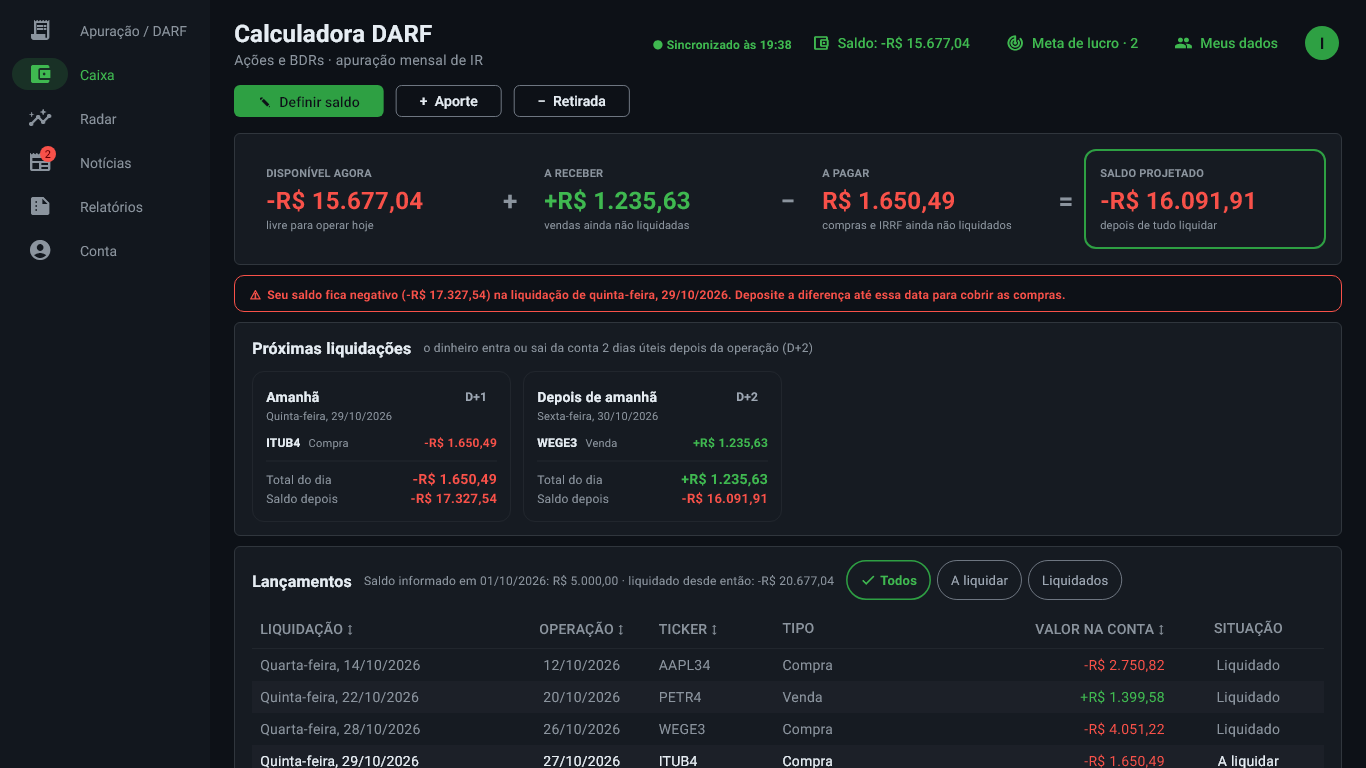 Apuração / DARF
Caixa
Radar
2
Notícias
Relatórios
Conta
Calculadora DARF
Ações e BDRs · apuração mensal de IR
Sincronizado às 19:38
Saldo: -R$ 15.677,04
Meta de lucro · 2
Meus dados
I
Definir saldo
+ Aporte
− Retirada
DISPONÍVEL AGORA
-R$ 15.677,04
livre para operar hoje
+
A RECEBER
+R$ 1.235,63
vendas ainda não liquidadas
−
A PAGAR
R$ 1.650,49
compras e IRRF ainda não liquidados
=
SALDO PROJETADO
-R$ 16.091,91
depois de tudo liquidar
⚠ Seu saldo fica negativo (-R$ 17.327,54) na liquidação de quinta-feira, 29/10/2026. Deposite a diferença até essa data para cobrir as compras.
Próximas liquidações o dinheiro entra ou sai da conta 2 dias úteis depois da operação (D+2)
Amanhã D+1
Quinta-feira, 29/10/2026
ITUB4 Compra -R$ 1.650,49
Total do dia -R$ 1.650,49
Saldo depois -R$ 17.327,54
Depois de amanhã D+2
Sexta-feira, 30/10/2026
WEGE3 Venda +R$ 1.235,63
Total do dia +R$ 1.235,63
Saldo depois -R$ 16.091,91
Lançamentos Saldo informado em 01/10/2026: R$ 5.000,00 · liquidado desde então: -R$ 20.677,04 ✓ Todos A liquidar Liquidados
LIQUIDAÇÃO ↕ OPERAÇÃO ↕ TICKER ↕ TIPO VALOR NA CONTA ↕ SITUAÇÃO
Quarta-feira, 14/10/2026 12/10/2026 AAPL34 Compra -R$ 2.750,82 Liquidado
Quinta-feira, 22/10/2026 20/10/2026 PETR4 Venda +R$ 1.399,58 Liquidado
Quarta-feira, 28/10/2026 26/10/2026 WEGE3 Compra -R$ 4.051,22 Liquidado
Quinta-feira, 29/10/2026 27/10/2026 ITUB4 Compra -R$ 1.650,49 A liquidar